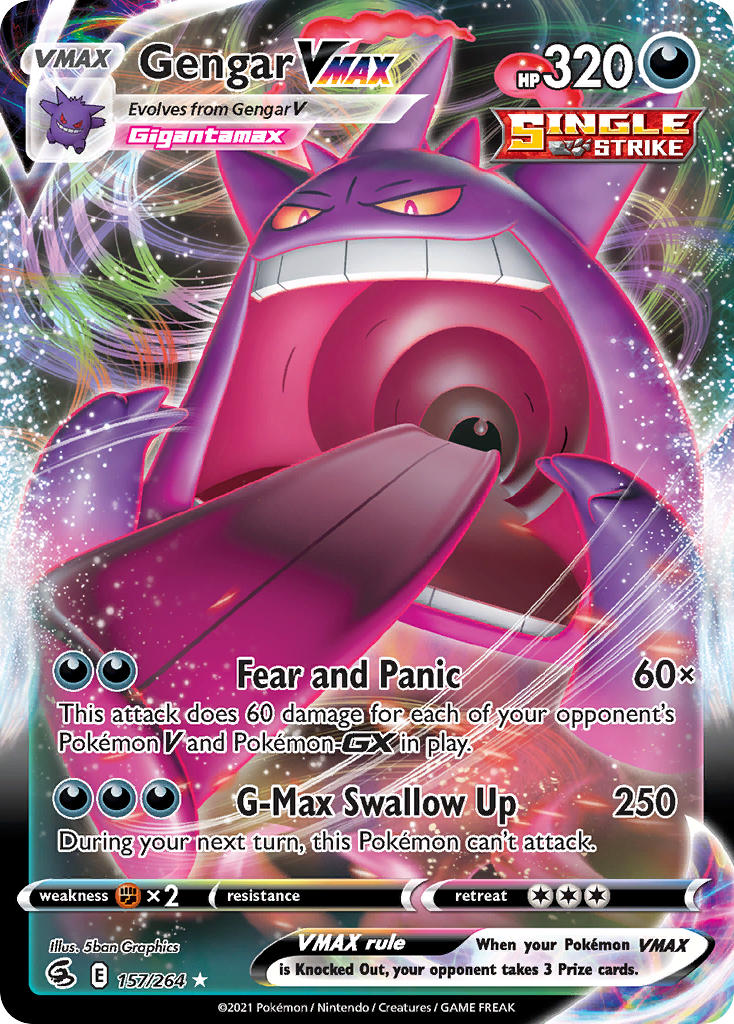 VMAX
Gengar VMAX
HP 320
Evolves from Gengar V
Gigantamax
SINGLE
STRIKE
Fear and Panic 60×
This attack does 60 damage for each of your opponent's
Pokémon V and Pokémon-GX in play.
G-Max Swallow Up 250
During your next turn, this Pokémon can't attack.
weakness ×2 resistance retreat
Illus. 5ban Graphics
E 157/264
VMAX rule When your Pokémon VMAX
is Knocked Out, your opponent takes 3 Prize cards.
©2021 Pokémon / Nintendo / Creatures / GAME FREAK